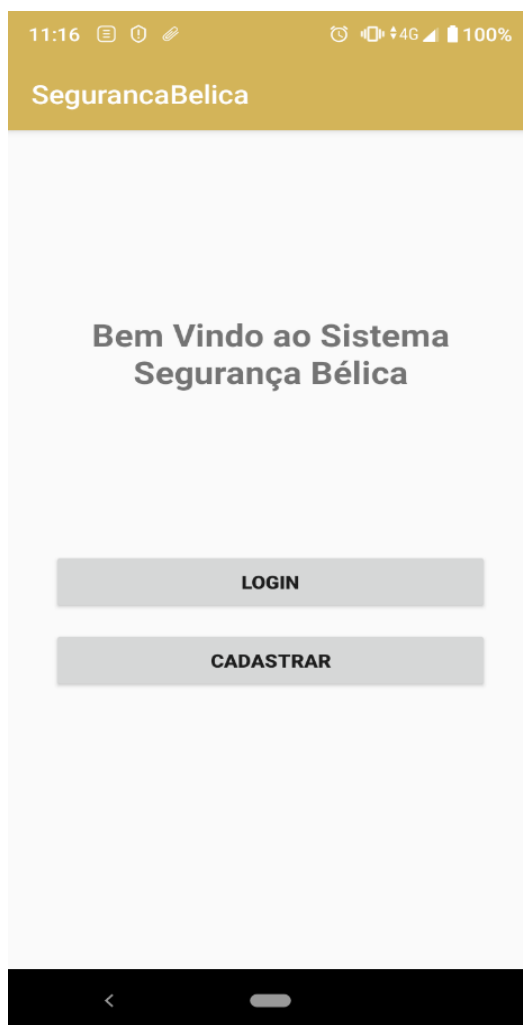 11:16 4G 100%
SegurancaBelica
Bem Vindo ao Sistema
Segurança Bélica
LOGIN
CADASTRAR